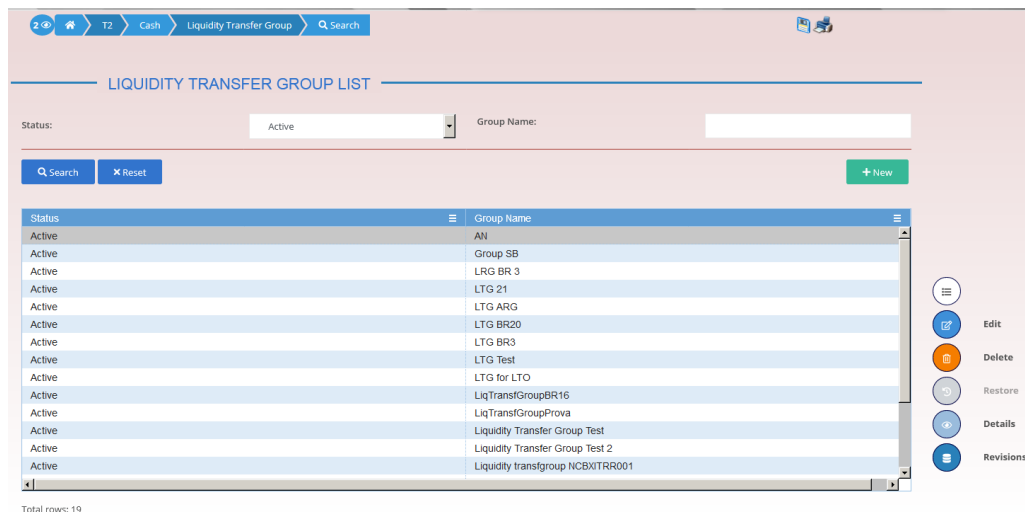 2 T2 Cash Liquidity Transfer Group Search
LIQUIDITY TRANSFER GROUP LIST
Status: Active Group Name:
Search Reset New
Status Group Name
Active AN
Active Group SB
Active LRG BR 3
Active LTG 21
Active LTG ARG
Active LTG BR20
Active LTG BR3
Active LTG Test
Active LTG for LTO
Active LiqTransfGroupBR16
Active LiqTransfGroupProva
Active Liquidity Transfer Group Test
Active Liquidity Transfer Group Test 2
Active Liquidity transfgroup NCBXITRR001
Edit
Delete
Restore
Details
Revisions
Total rows: 19